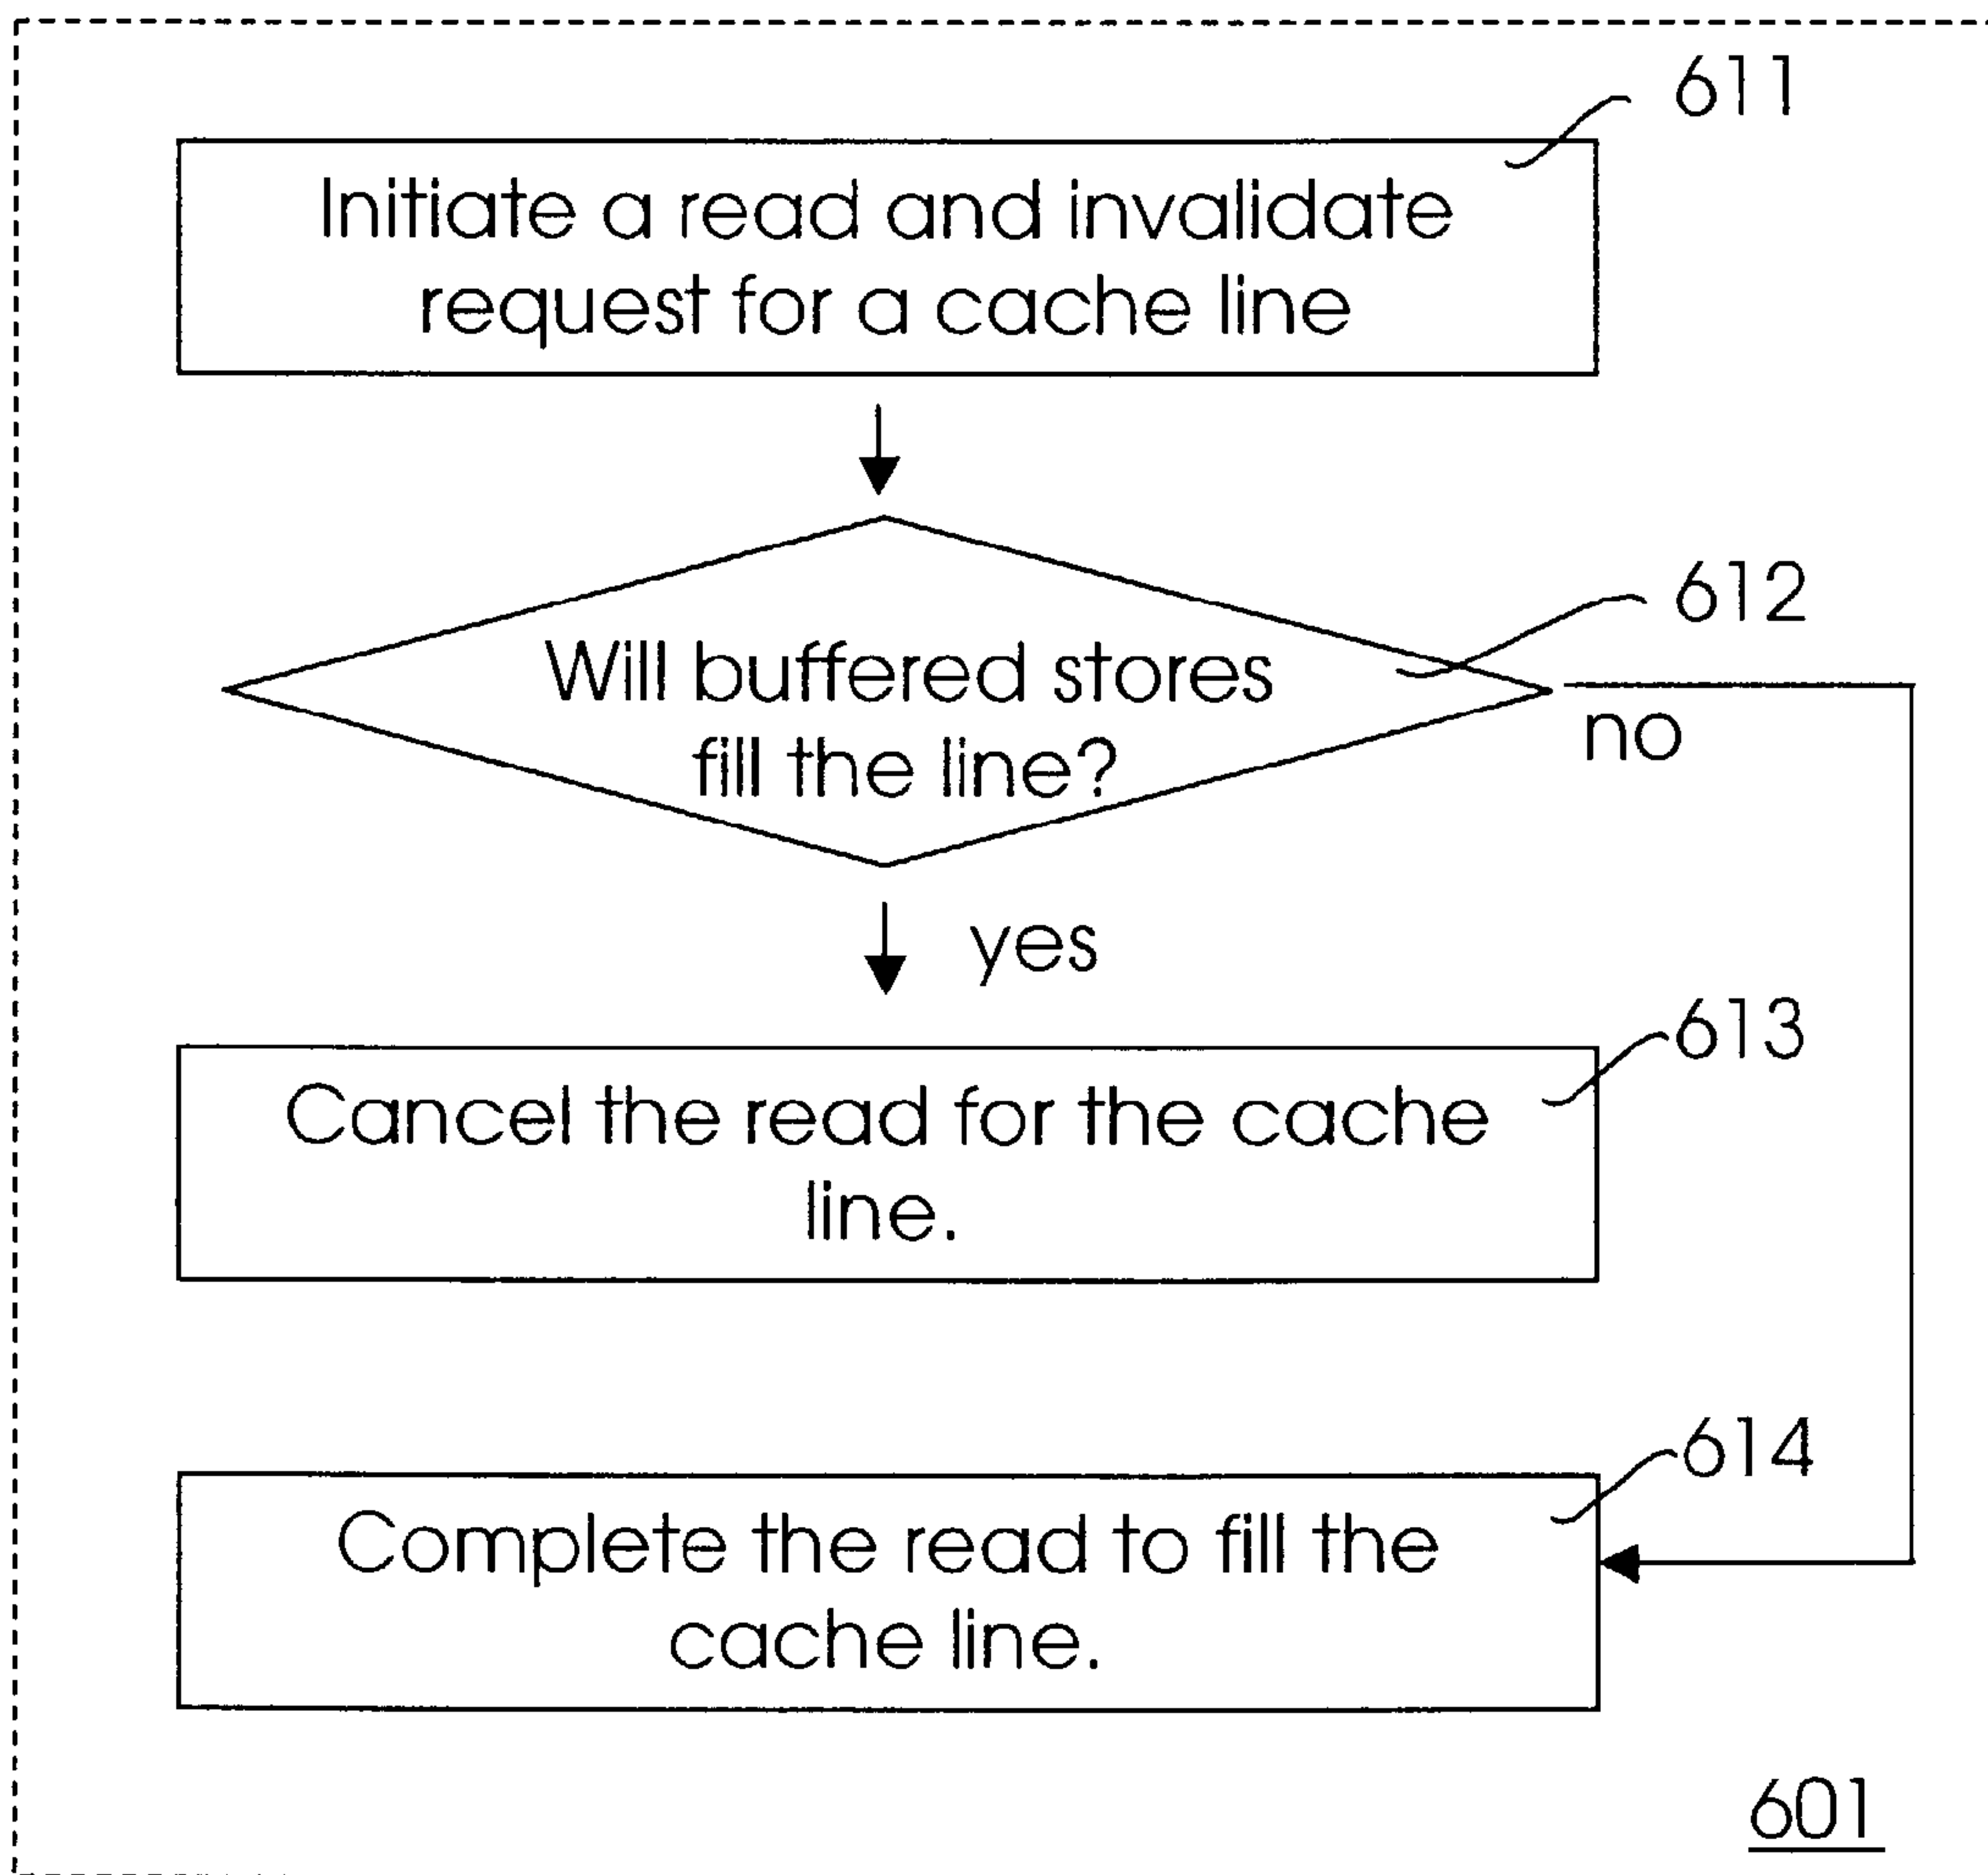 611
Initiate a read and invalidate
request for a cache line
612
Will buffered stores
fill the line?
no
yes
613
Cancel the read for the cache
line.
614
Complete the read to fill the
cache line.
601